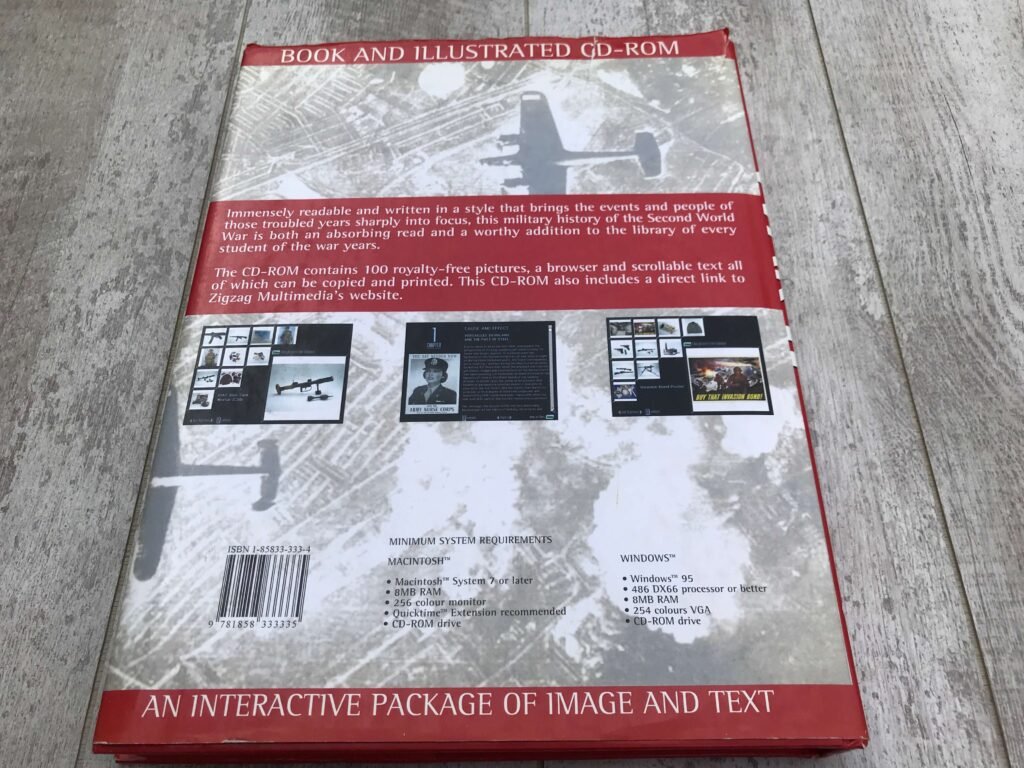 BOOK AND ILLUSTRATED CD-ROM
Immensely readable and written in a style that brings the events and people of
those troubled years sharply into focus, this military history of the Second World
War is both an absorbing read and a worthy addition to the library of every
student of the war years.
The CD-ROM contains 100 royalty-free pictures, a browser and scrollable text all
of which can be copied and printed. This CD-ROM also includes a direct link to
Zigzag Multimedia's website.
1
CHAPTER
CAUSE AND EFFECT
ARMY NURSE CORPS
BUY THAT INVASION BOND!
ISBN 1-85833-333-4
9 781858 333335
MINIMUM SYSTEM REQUIREMENTS
MACINTOSH™
• Macintosh™ System 7 or later
• 8MB RAM
• 256 colour monitor
• Quicktime™ Extension recommended
• CD-ROM drive
WINDOWS™
• Windows™ 95
• 486 DX66 processor or better
• 8MB RAM
• 254 colours VGA
• CD-ROM drive
AN INTERACTIVE PACKAGE OF IMAGE AND TEXT